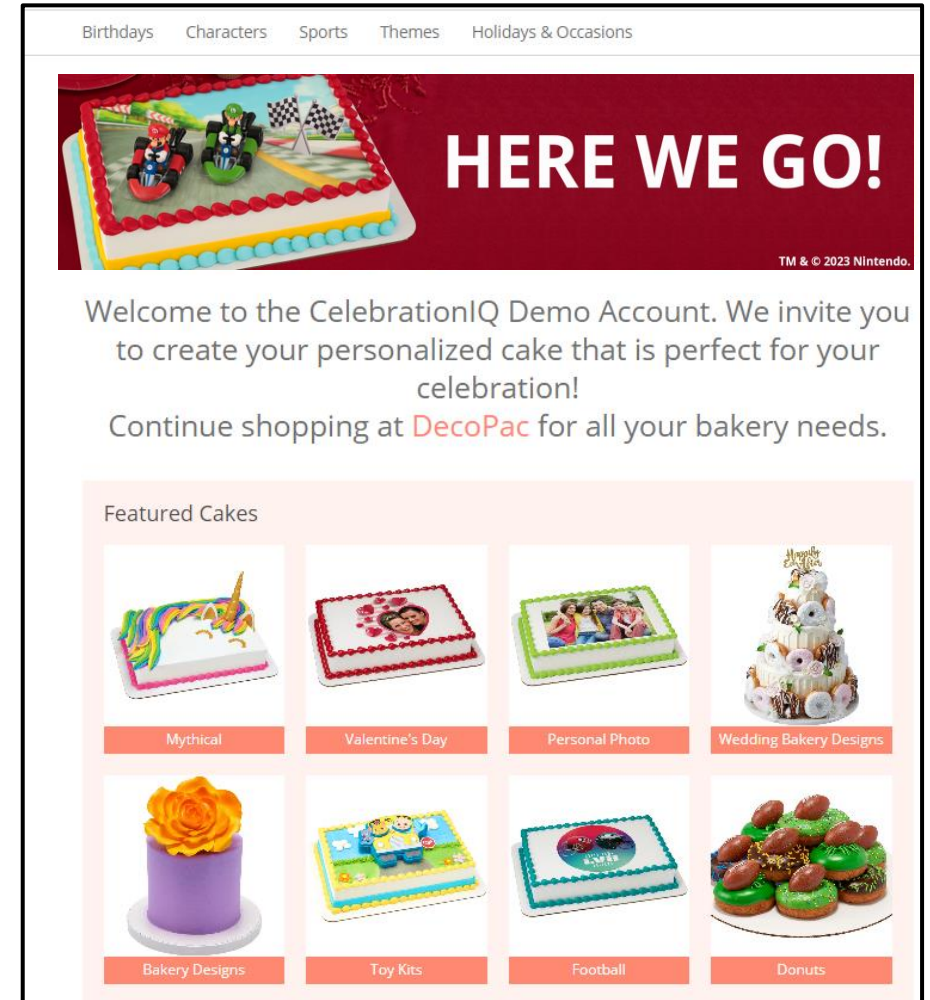 Birthdays Characters Sports Themes Holidays & Occasions
HERE WE GO!
TM & © 2023 Nintendo.
Welcome to the CelebrationIQ Demo Account. We invite you
to create your personalized cake that is perfect for your
celebration!
Continue shopping at DecoPac for all your bakery needs.
Featured Cakes
Happily
Ever After
Mythical Valentine's Day Personal Photo Wedding Bakery Designs
Bakery Designs Toy Kits Football Donuts